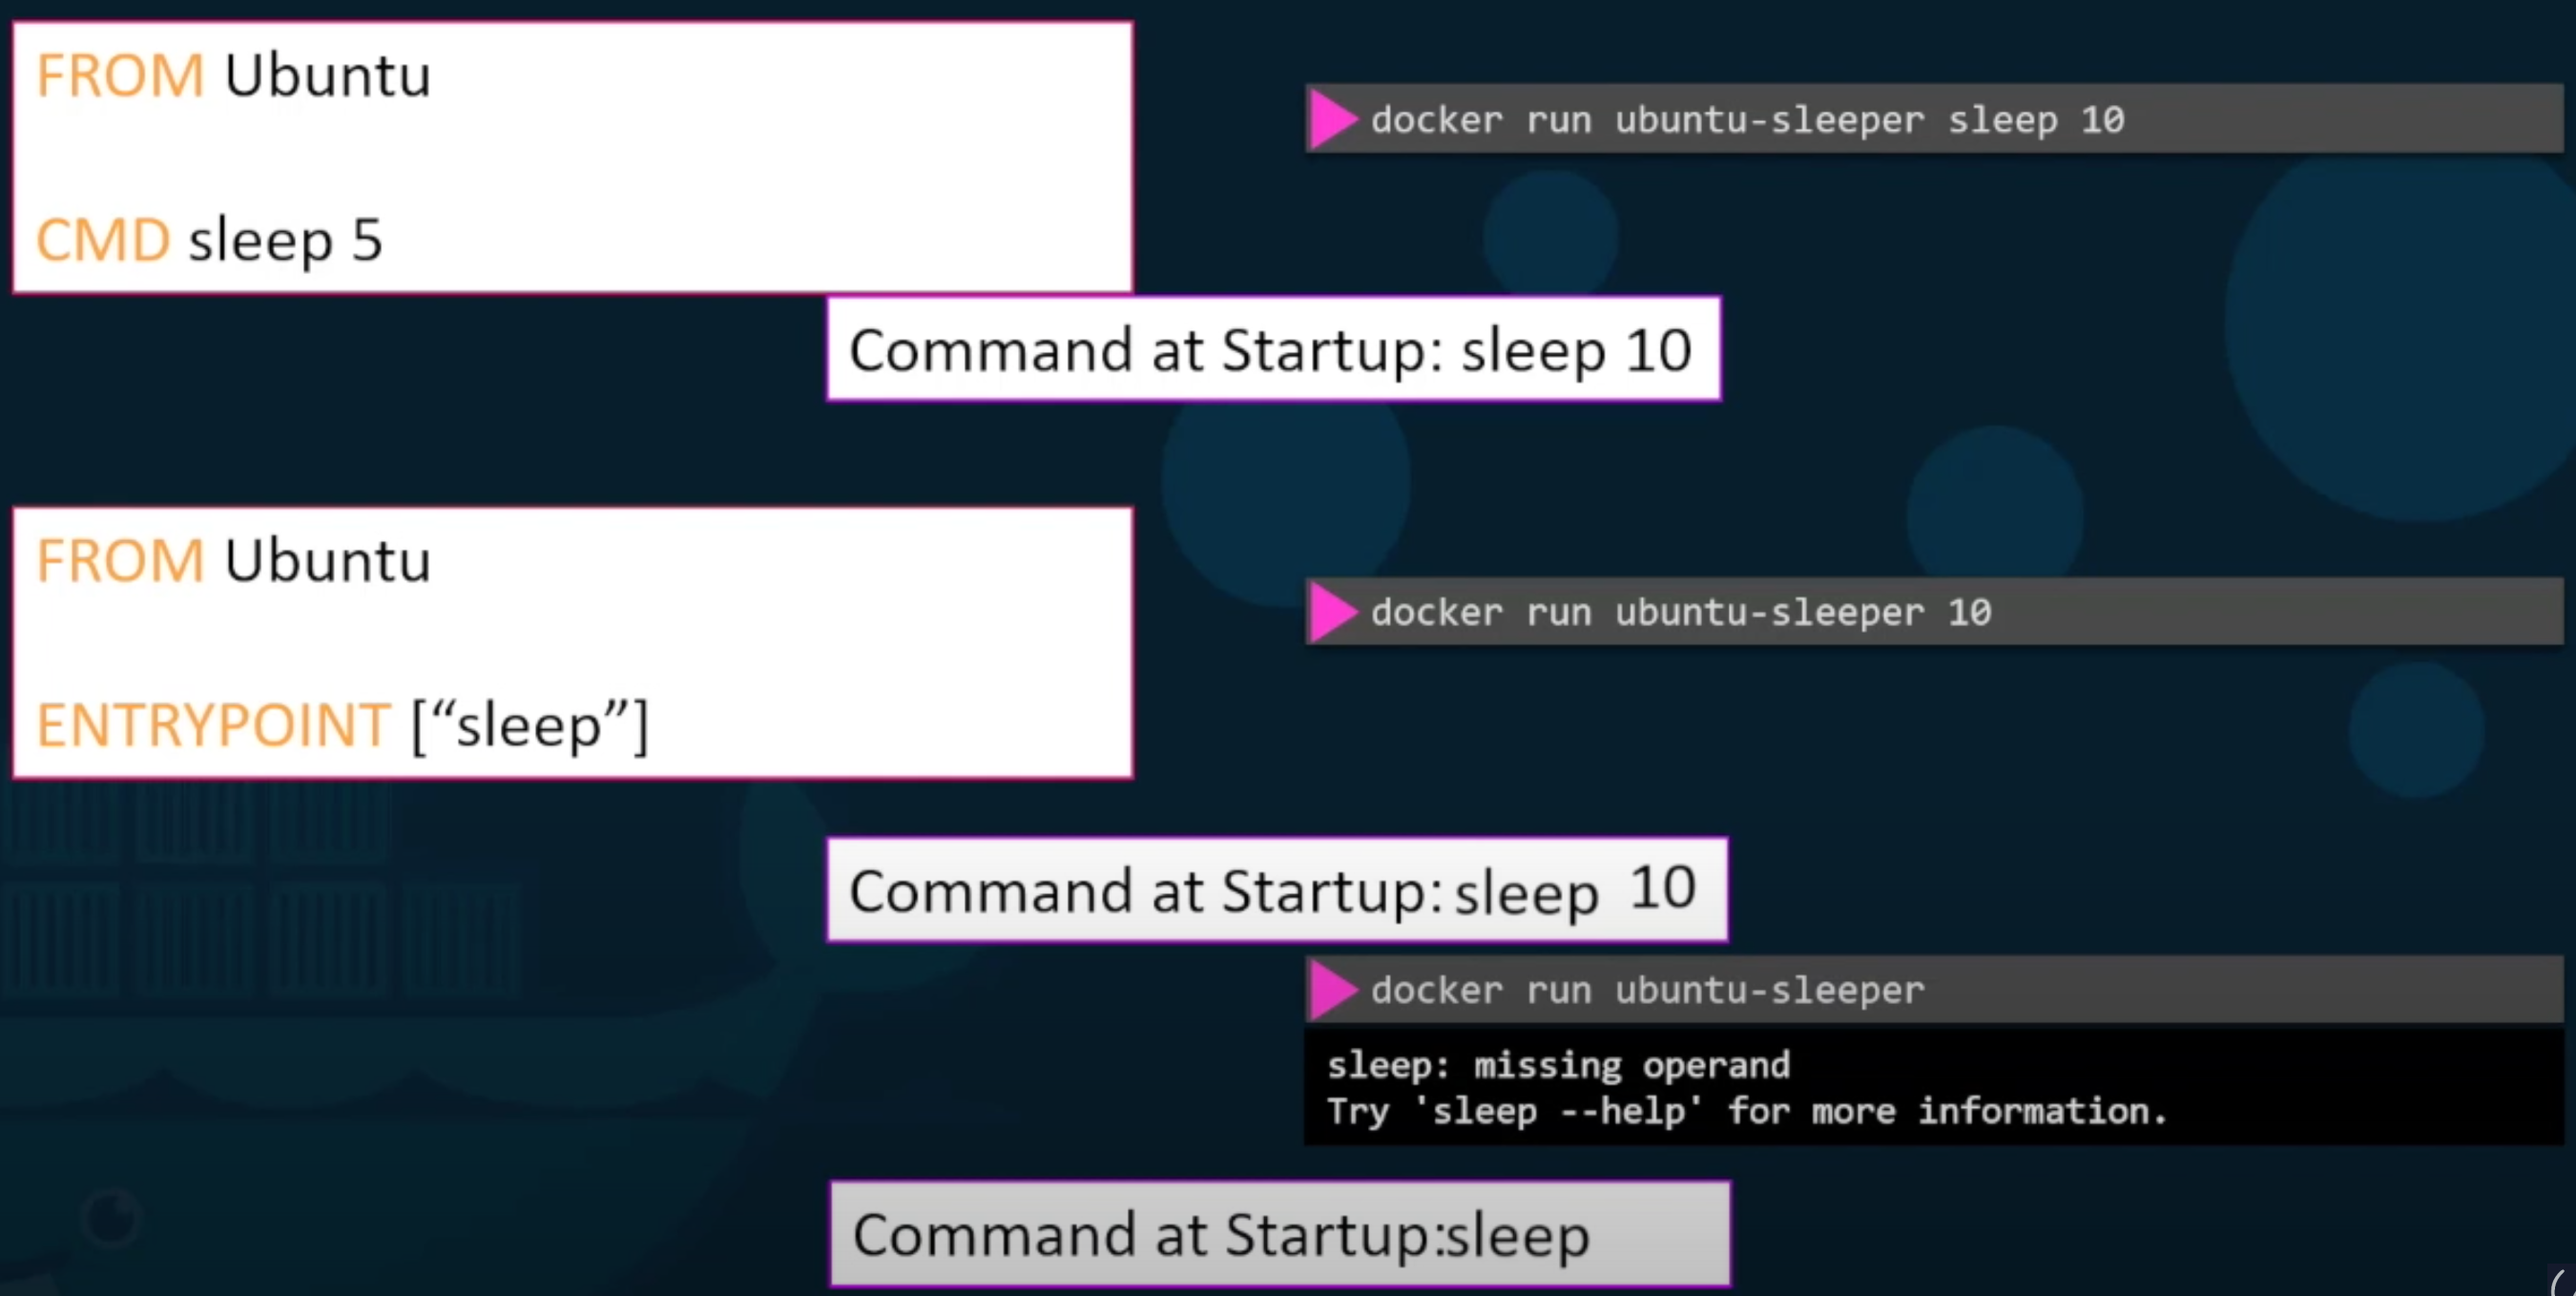 FROM Ubuntu
CMD sleep 5
docker run ubuntu-sleeper sleep 10
Command at Startup: sleep 10
FROM Ubuntu
ENTRYPOINT [“sleep”]
docker run ubuntu-sleeper 10
Command at Startup: sleep 10
docker run ubuntu-sleeper
sleep: missing operand
Try 'sleep --help' for more information.
Command at Startup:sleep